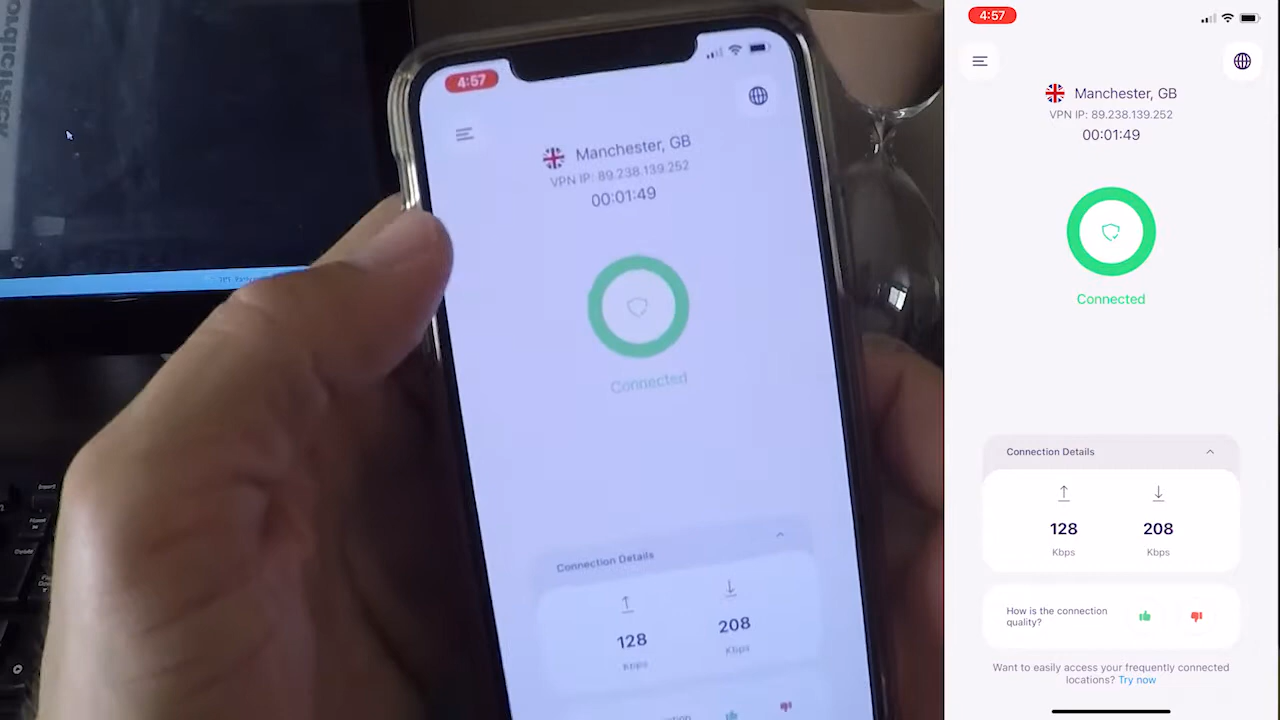 4:57
Manchester, GB
VPN IP: 89.238.139.252
00:01:49
Connected
Connection Details
128
208
Kbps
Kbps
4:57
Manchester, GB
VPN IP: 89.238.139.252
00:01:49
Connected
Connection Details
128
208
Kbps
Kbps
How is the connection
quality?
Want to easily access your frequently connected
locations? Try now
Insert
Delete